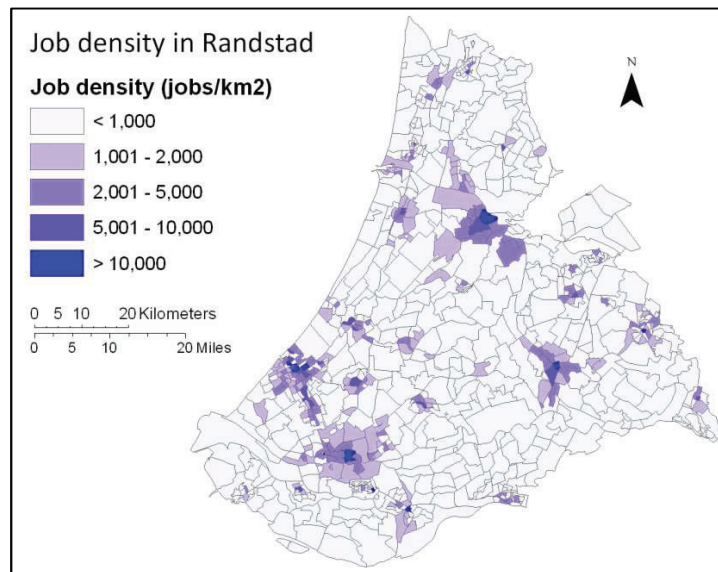 Job density in Randstad
Job density (jobs/km2)
< 1,000
1,001 - 2,000
2,001 - 5,000
5,001 - 10,000
> 10,000
0 5 10 20 Kilometers
0 5 10 20 Miles
N